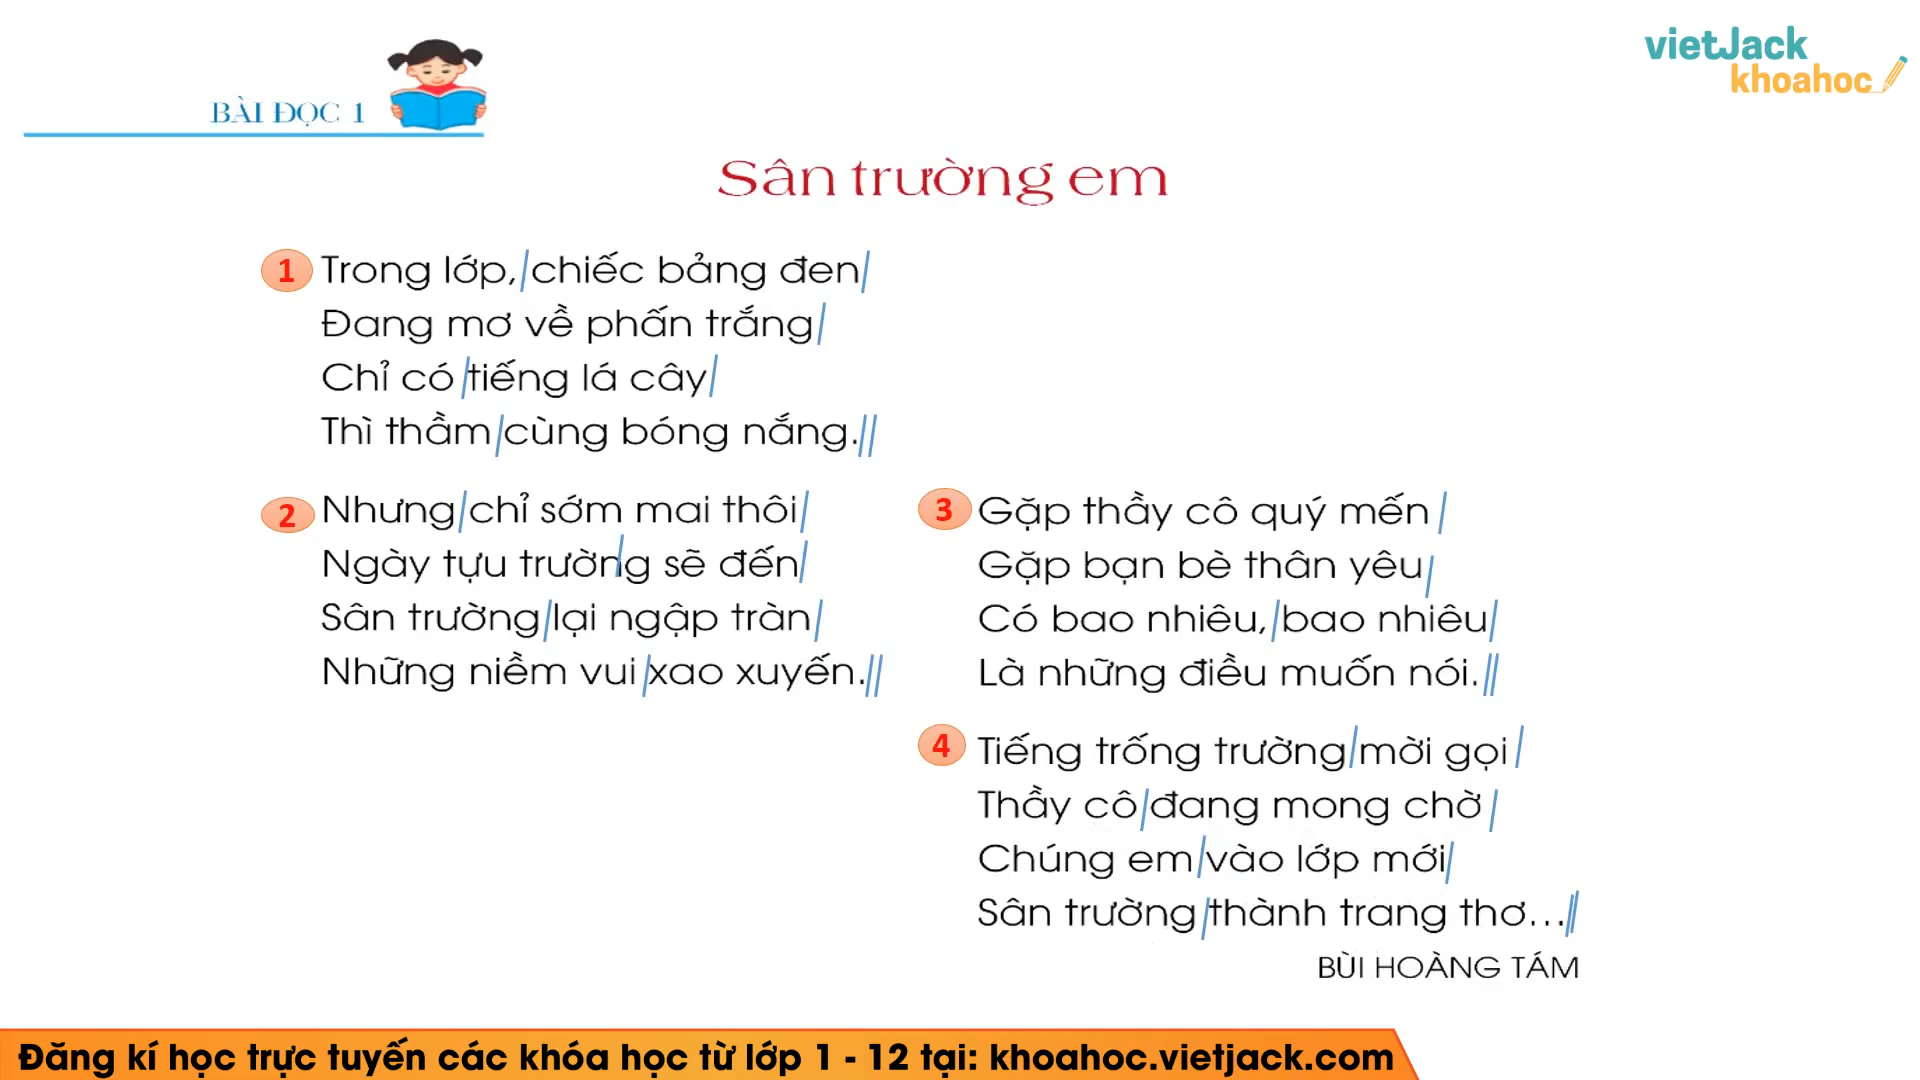 vietJack
khoahoc
BÀI ĐỌC 1
Sân trường em
1 Trong lớp,/ chiếc bảng đen/
Đang mơ về phấn trắng/
Chỉ có / tiếng lá cây/
Thì thầm / cùng bóng nắng.//
2 Nhưng / chỉ sớm mai thôi/
Ngày tựu trường / sẽ đến/
Sân trường / lại ngập tràn/
Những niềm vui / xao xuyến.//
3 Gặp thầy cô quý mến /
Gặp bạn bè thân yêu/
Có bao nhiêu,/ bao nhiêu/
Là những điều muốn nói.//
4 Tiếng trống trường / mời gọi /
Thầy cô / đang mong chờ /
Chúng em / vào lớp mới/
Sân trường / thành trang thơ...//
BÙI HOÀNG TÁM
Đăng kí học trực tuyến các khóa học từ lớp 1 - 12 tại: khoahoc.vietjack.com